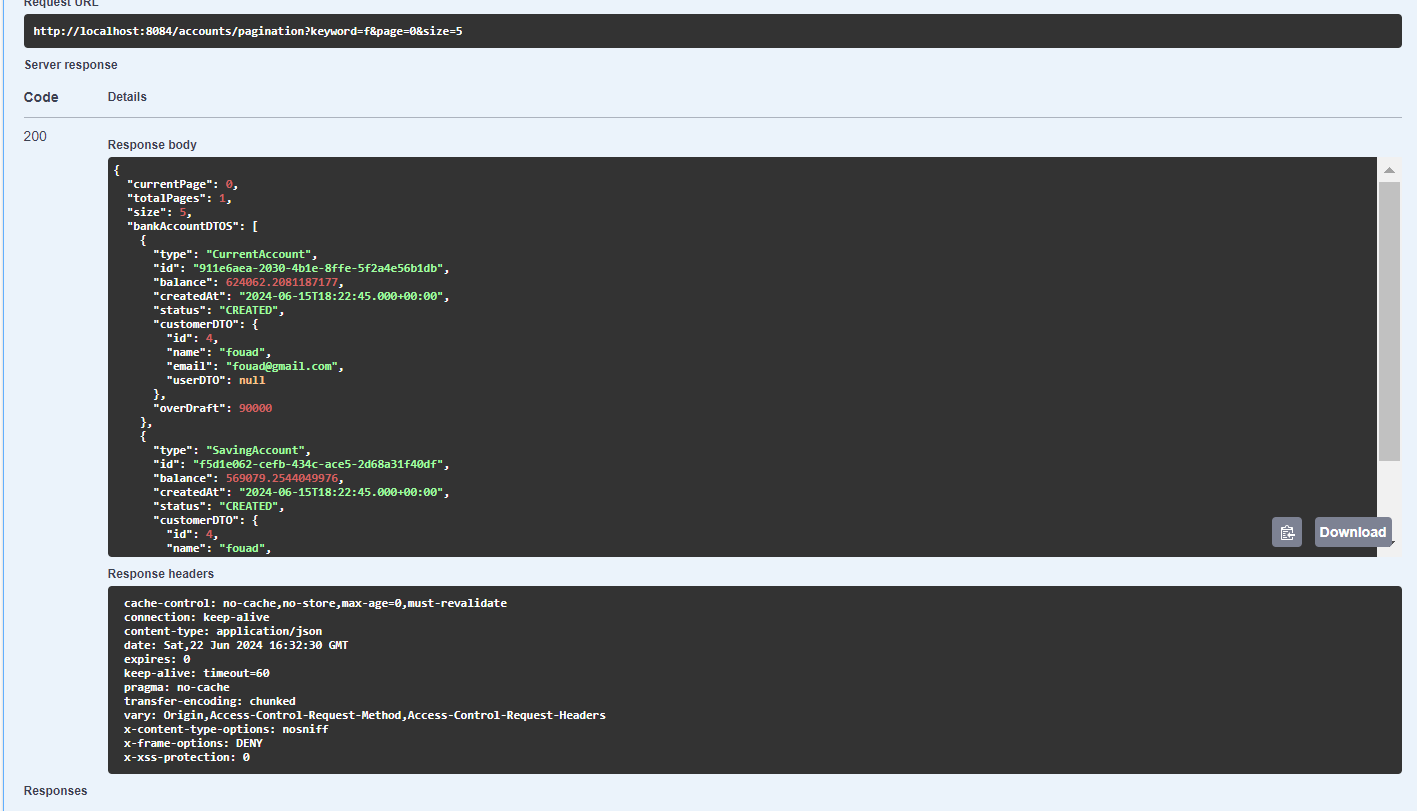 Request URL
http://localhost:8084/accounts/pagination?keyword=f&page=0&size=5
Server response
Code Details
200
Response body
{
  "currentPage": 0,
  "totalPages": 1,
  "size": 5,
  "bankAccountDTOS": [
    {
      "type": "CurrentAccount",
      "id": "911e6aea-2030-4b1e-8ffe-5f2a4e56b1db",
      "balance": 624062.2081187177,
      "createdAt": "2024-06-15T18:22:45.000+00:00",
      "status": "CREATED",
      "customerDTO": {
        "id": 4,
        "name": "fouad",
        "email": "fouad@gmail.com",
        "userDTO": null
      },
      "overDraft": 90000
    },
    {
      "type": "SavingAccount",
      "id": "f5d1e062-cefb-434c-ace5-2d68a31f40df",
      "balance": 569079.2544049976,
      "createdAt": "2024-06-15T18:22:45.000+00:00",
      "status": "CREATED",
      "customerDTO": {
        "id": 4,
        "name": "fouad",
Download
Response headers
cache-control: no-cache,no-store,max-age=0,must-revalidate
connection: keep-alive
content-type: application/json
date: Sat,22 Jun 2024 16:32:30 GMT
expires: 0
keep-alive: timeout=60
pragma: no-cache
transfer-encoding: chunked
vary: Origin,Access-Control-Request-Method,Access-Control-Request-Headers
x-content-type-options: nosniff
x-frame-options: DENY
x-xss-protection: 0
Responses